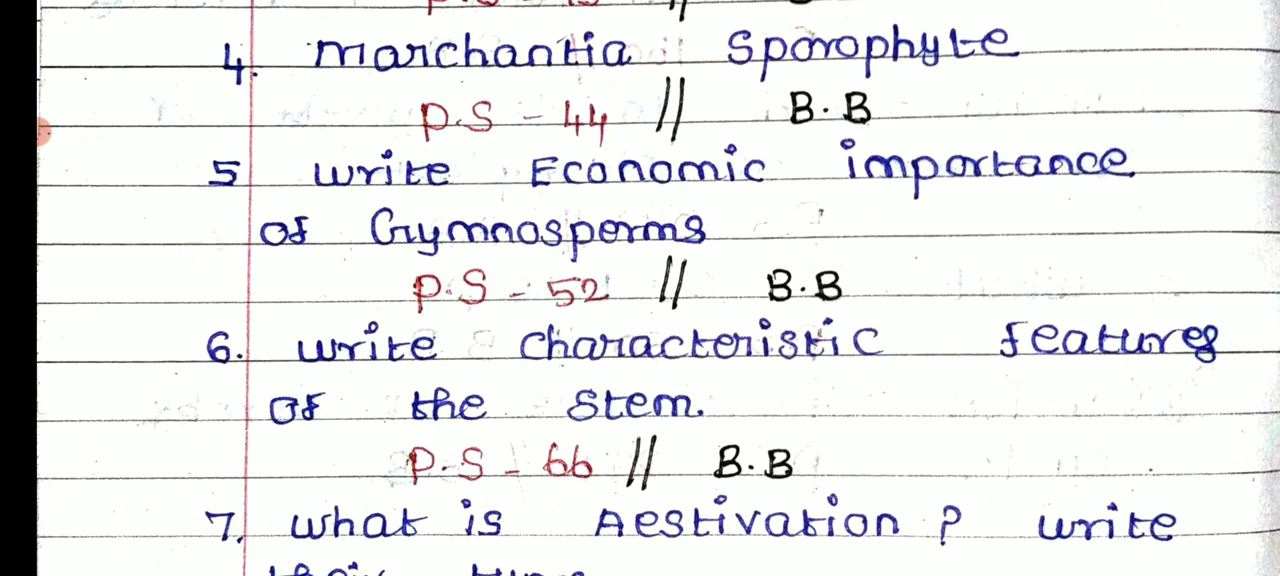 4. Marchantia Sporophyte
P.S - 44 // B.B
5 Write Economic importance
of Gymnosperms
P.S - 52 // B.B
6. Write characteristic features
of the Stem.
P.S - 66 // B.B
7. What is Aestivation? Write